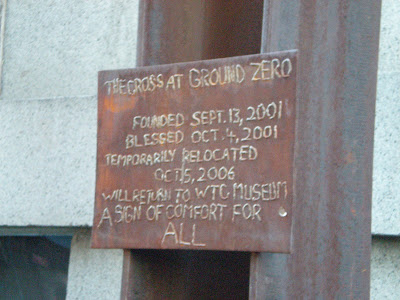 THE CROSS AT GROUND ZERO
FOUNDED SEPT. 13, 2001
BLESSED OCT. 4, 2001
TEMPORARILY RELOCATED
OCT. 5, 2006
WILL RETURN TO WTC MUSEUM
A SIGN OF COMFORT FOR
ALL